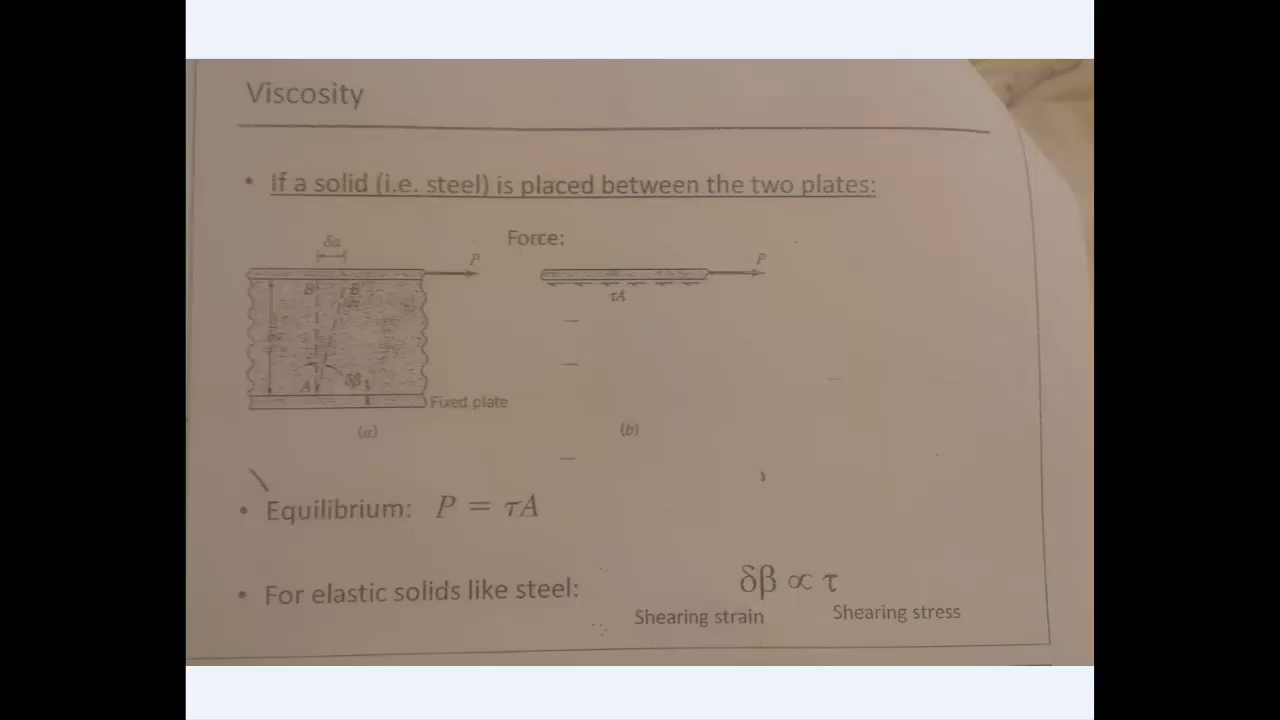 Viscosity
• If a solid (i.e. steel) is placed between the two plates:
Force:
δa
P
P
B
B'
τA
A
δβ
Fixed plate
(a)
(b)
• Equilibrium: P = τA
• For elastic solids like steel: δβ ∝ τ
Shearing strain
Shearing stress